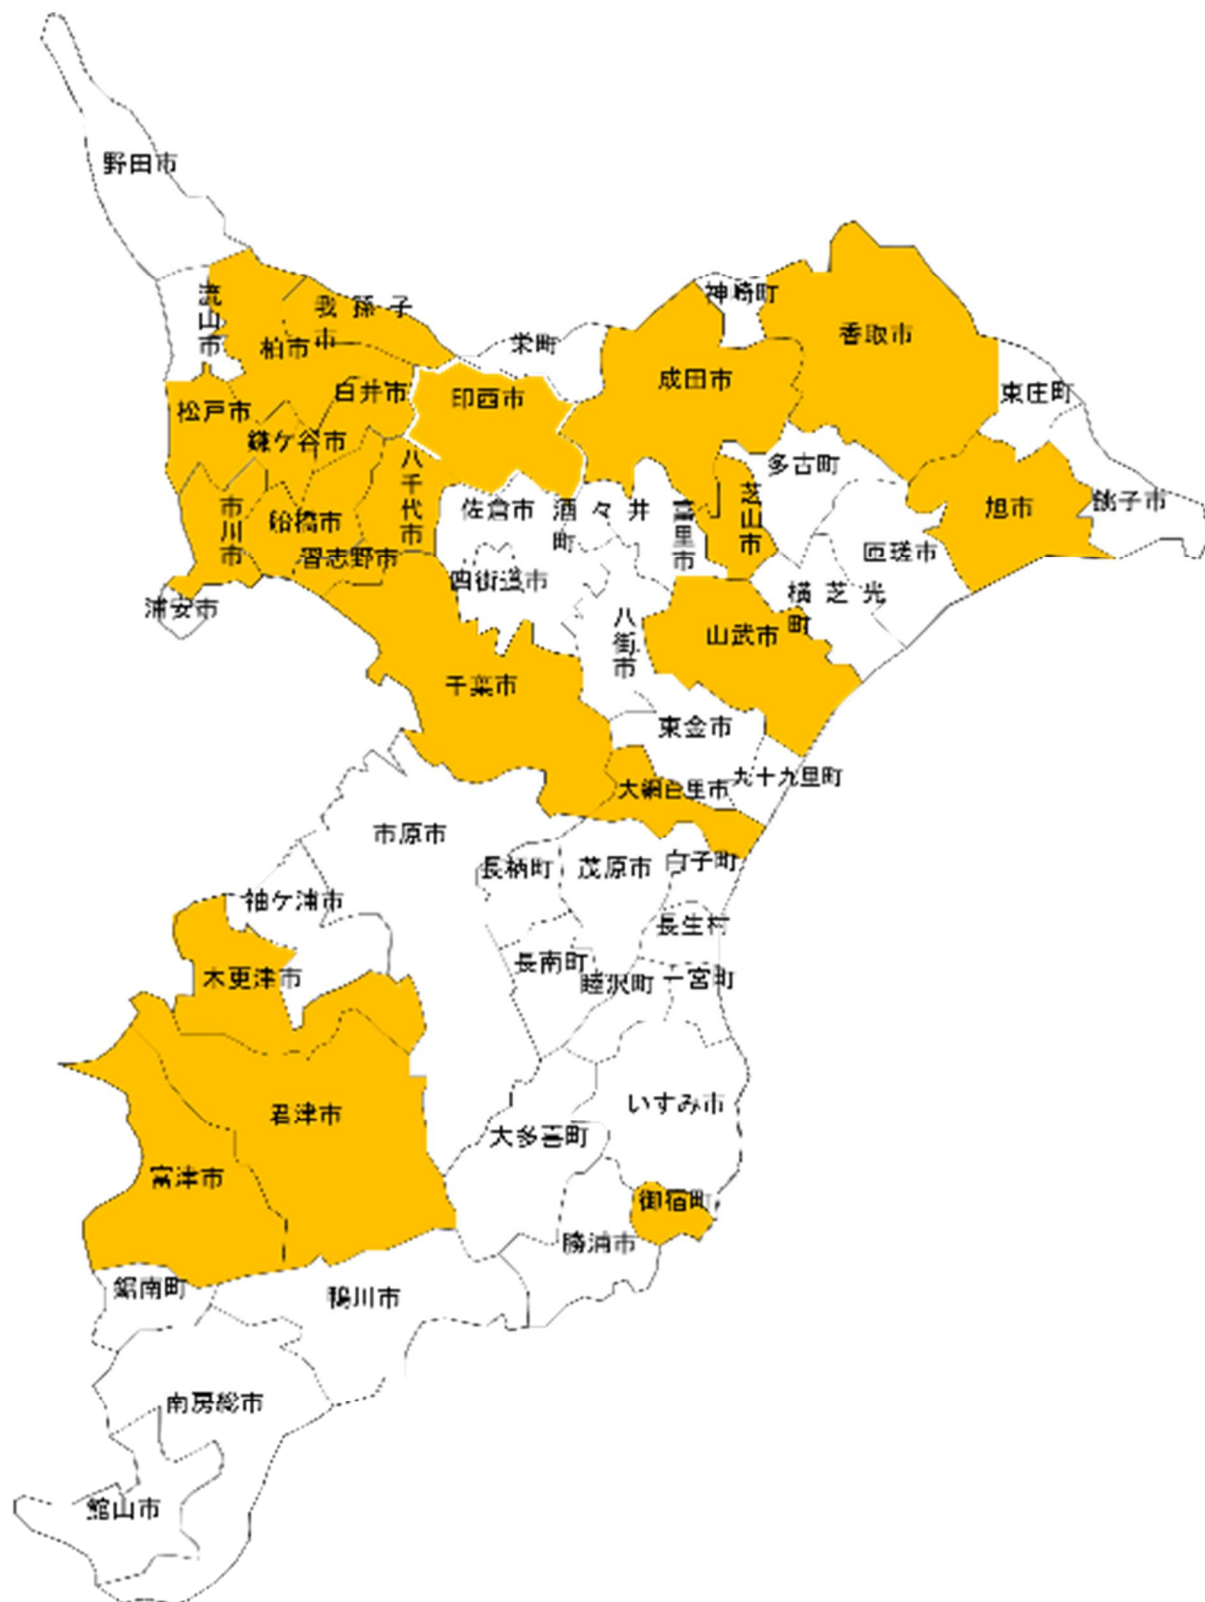 野田市
流山市
我孫子市
柏市
神崎町
香取市
栄町
成田市
東庄町
松戸市
白井市
印西市
鎌ケ谷市
八千代市
多古町
芝山市
旭市
銚子市
市川市
船橋市
佐倉市
酒々井町
富里市
習志野市
匝瑳市
四街道市
横芝光町
浦安市
八街市
山武市
千葉市
東金市
大網白里市
九十九里町
市原市
長柄町
茂原市
白子町
袖ケ浦市
長生村
木更津市
長南町
睦沢町
一宮町
君津市
いすみ市
大多喜町
富津市
御宿町
勝浦市
鋸南町
鴨川市
南房総市
館山市